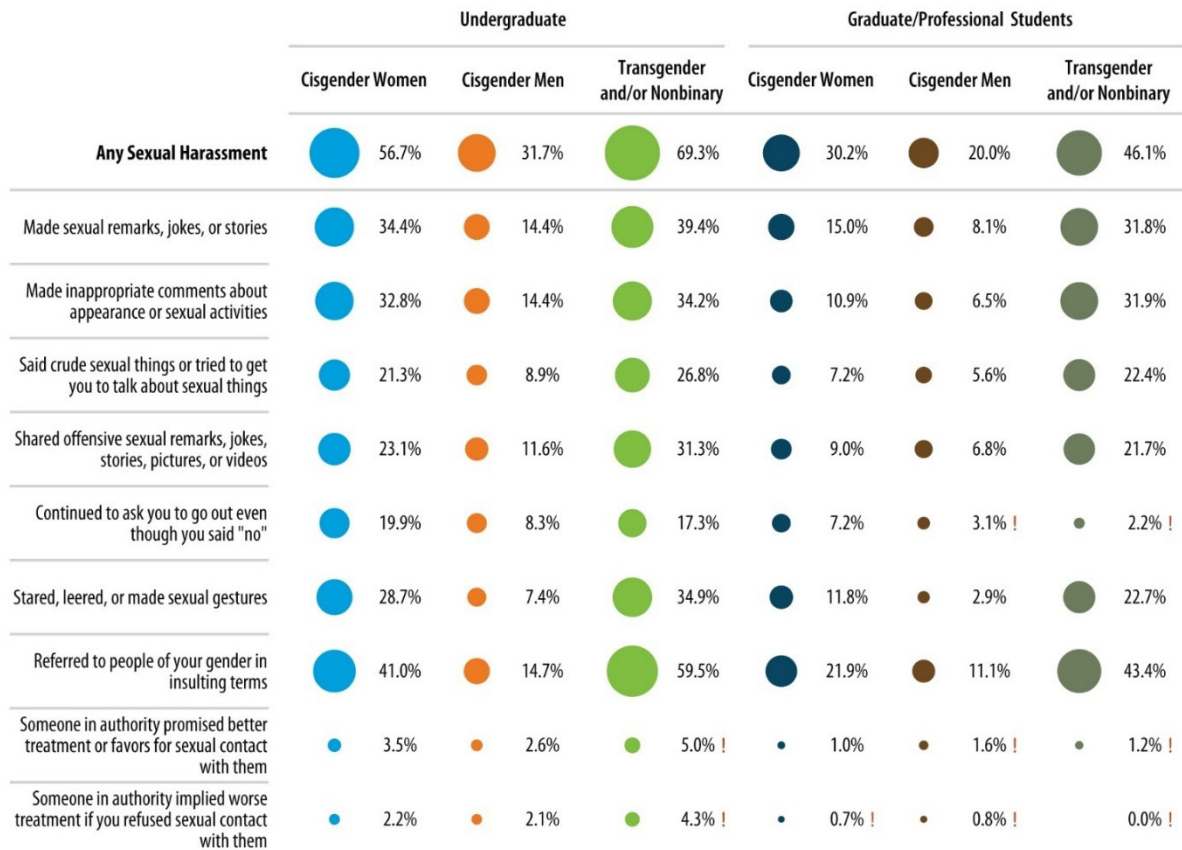 Undergraduate Graduate/Professional Students
Cisgender Women Cisgender Men Transgender and/or Nonbinary Cisgender Women Cisgender Men Transgender and/or Nonbinary
Any Sexual Harassment 56.7% 31.7% 69.3% 30.2% 20.0% 46.1%
Made sexual remarks, jokes, or stories 34.4% 14.4% 39.4% 15.0% 8.1% 31.8%
Made inappropriate comments about
appearance or sexual activities 32.8% 14.4% 34.2% 10.9% 6.5% 31.9%
Said crude sexual things or tried to get
you to talk about sexual things 21.3% 8.9% 26.8% 7.2% 5.6% 22.4%
Shared offensive sexual remarks, jokes,
stories, pictures, or videos 23.1% 11.6% 31.3% 9.0% 6.8% 21.7%
Continued to ask you to go out even
though you said "no" 19.9% 8.3% 17.3% 7.2% 3.1% ! 2.2% !
Stared, leered, or made sexual gestures 28.7% 7.4% 34.9% 11.8% 2.9% 22.7%
Referred to people of your gender in
insulting terms 41.0% 14.7% 59.5% 21.9% 11.1% 43.4%
Someone in authority promised better
treatment or favors for sexual contact
with them 3.5% 2.6% 5.0% ! 1.0% 1.6% ! 1.2% !
Someone in authority implied worse
treatment if you refused sexual contact
with them 2.2% 2.1% 4.3% ! 0.7% ! 0.8% ! 0.0% !